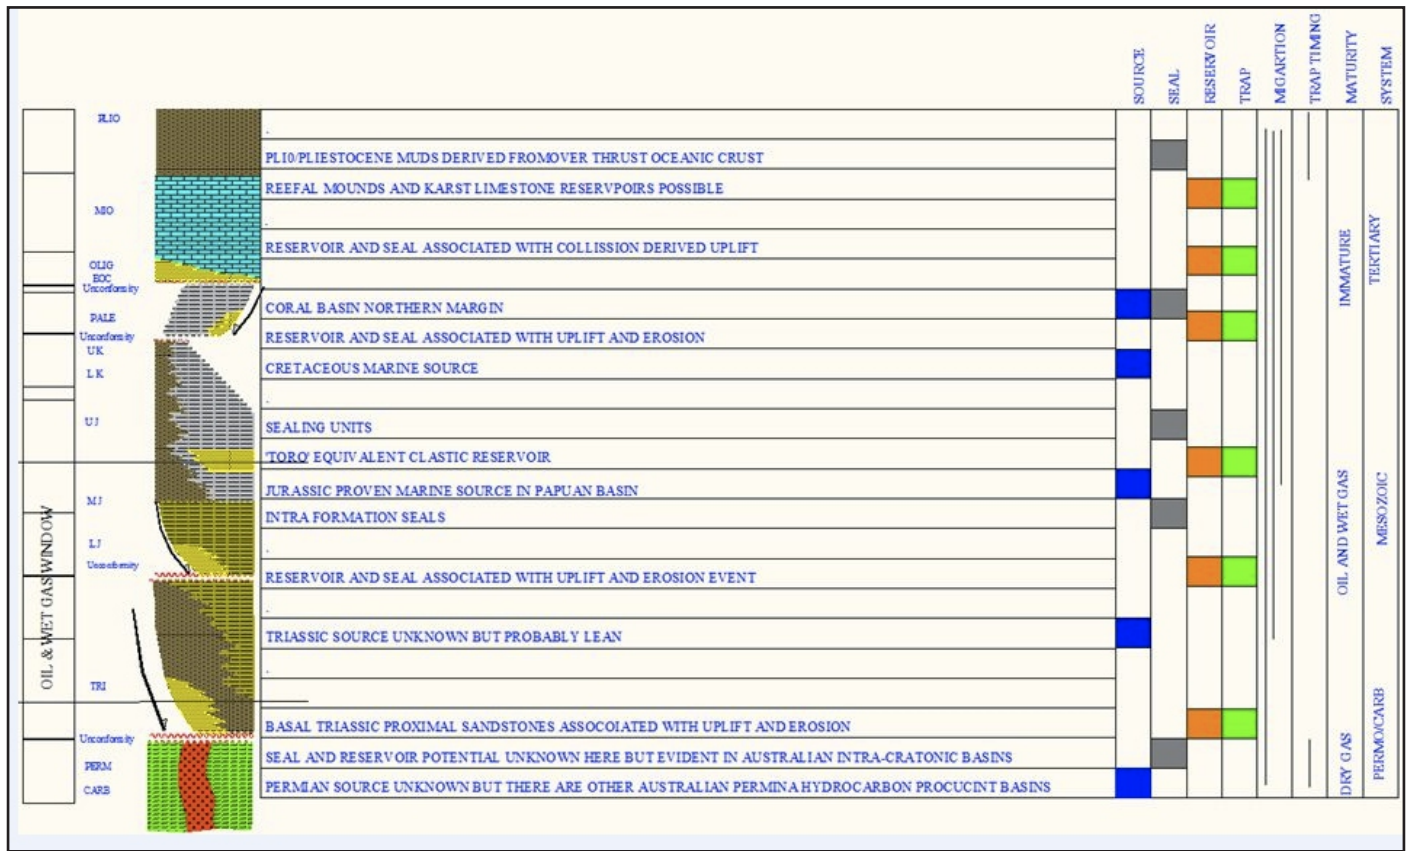 SOURCE
SEAL
RESERVOIR
TRAP
MIGARTION
TRAP TIMING
MATURITY
SYSTEM
PLIO
PLI0/PLIESTOCENE MUDS DERIVED FROMOVER THRUST OCEANIC CRUST
REEFAL MOUNDS AND KARST LIMESTONE RESERVPOIRS POSSIBLE
MIO
RESERVOIR AND SEAL ASSOCIATED WITH COLLISSION DERIVED UPLIFT
OLIG
EOC
Unconformity
CORAL BASIN NORTHERN MARGIN
PALE
Unconformity
RESERVOIR AND SEAL ASSOCIATED WITH UPLIFT AND EROSION
UK
CRETACEOUS MARINE SOURCE
LK
UJ
SEALING UNITS
'TORO' EQUIVALENT CLASTIC RESERVOIR
JURASSIC PROVEN MARINE SOURCE IN PAPUAN BASIN
MJ
INTRA FORMATION SEALS
LJ
Unconformity
RESERVOIR AND SEAL ASSOCIATED WITH UPLIFT AND EROSION EVENT
TRIASSIC SOURCE UNKNOWN BUT PROBABLY LEAN
TRI
BASAL TRIASSIC PROXIMAL SANDSTONES ASSOCOIATED WITH UPLIFT AND EROSION
Unconformity
SEAL AND RESERVOIR POTENTIAL UNKNOWN HERE BUT EVIDENT IN AUSTRALIAN INTRA-CRATONIC BASINS
PERM
CARB
PERMIAN SOURCE UNKNOWN BUT THERE ARE OTHER AUSTRALIAN PERMINA HYDROCARBON PROCUCINT BASINS
OIL & WET GAS WINDOW
IMMATURE
OIL AND WET GAS
DRY GAS
TERTIARY
MESOZOIC
PERMO/CARB